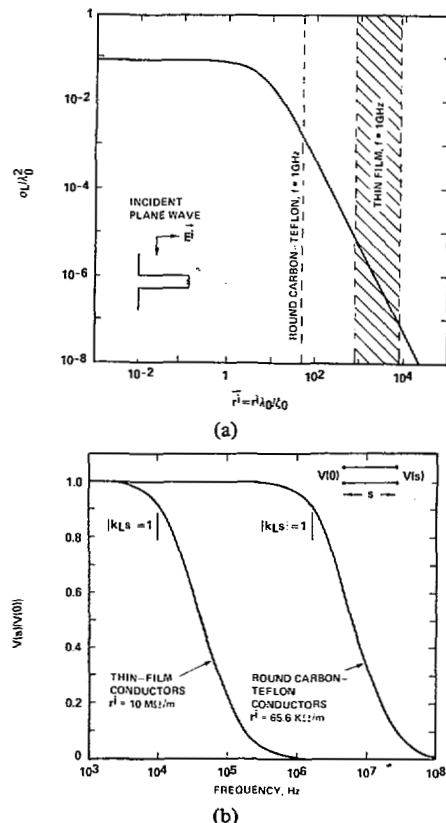 1
10⁻²
10⁻⁴
10⁻⁶
10⁻⁸
σL/λ0²
INCIDENT
PLANE WAVE
E
ROUND CARBON-TEFLON, f = 1GHz
THIN FILM, f = 1GHz
10⁻² 1 10² 10⁴
r̄ⁱ = rⁱλ0/ζ0
(a)
1.0
0.8
0.6
0.4
0.2
0
V(s)/V(0)
V(0) V(s)
s
|kLs| = 1
|kLs| = 1
THIN-FILM
CONDUCTORS
rⁱ = 10 MΩ/m
ROUND CARBON-
TEFLON
CONDUCTORS
rⁱ = 65.6 KΩ/m
10³ 10⁴ 10⁵ 10⁶ 10⁷ 10⁸
FREQUENCY, Hz
(b)